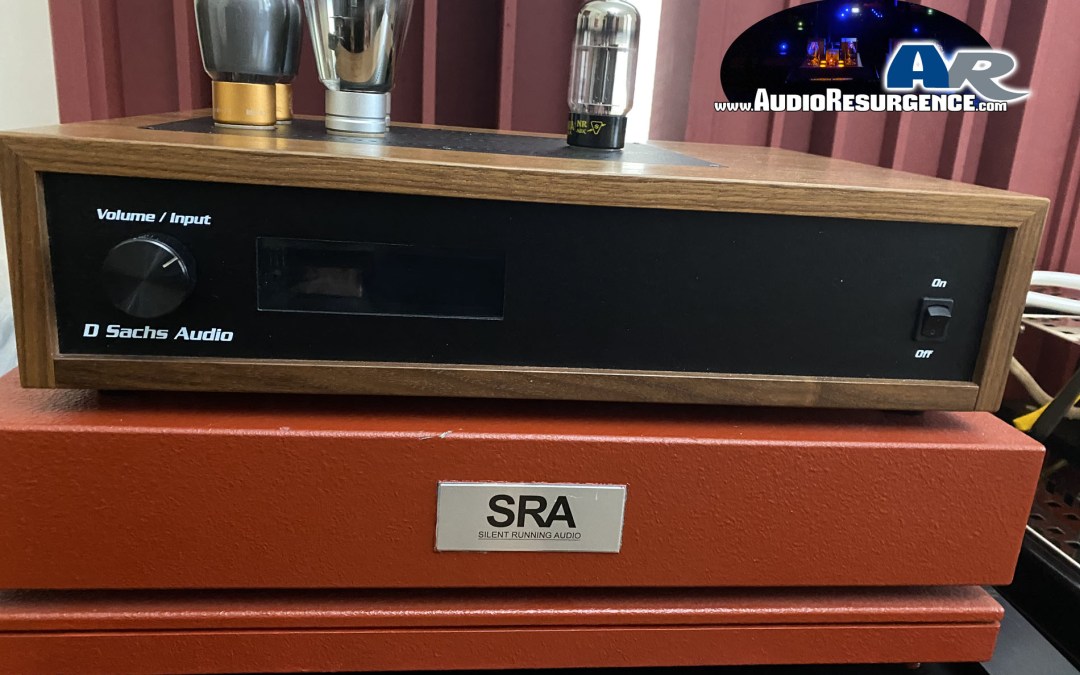 AR
www.AudioResurgence.com
Volume / Input
D Sachs Audio
On
Off
SRA
SILENT RUNNING AUDIO